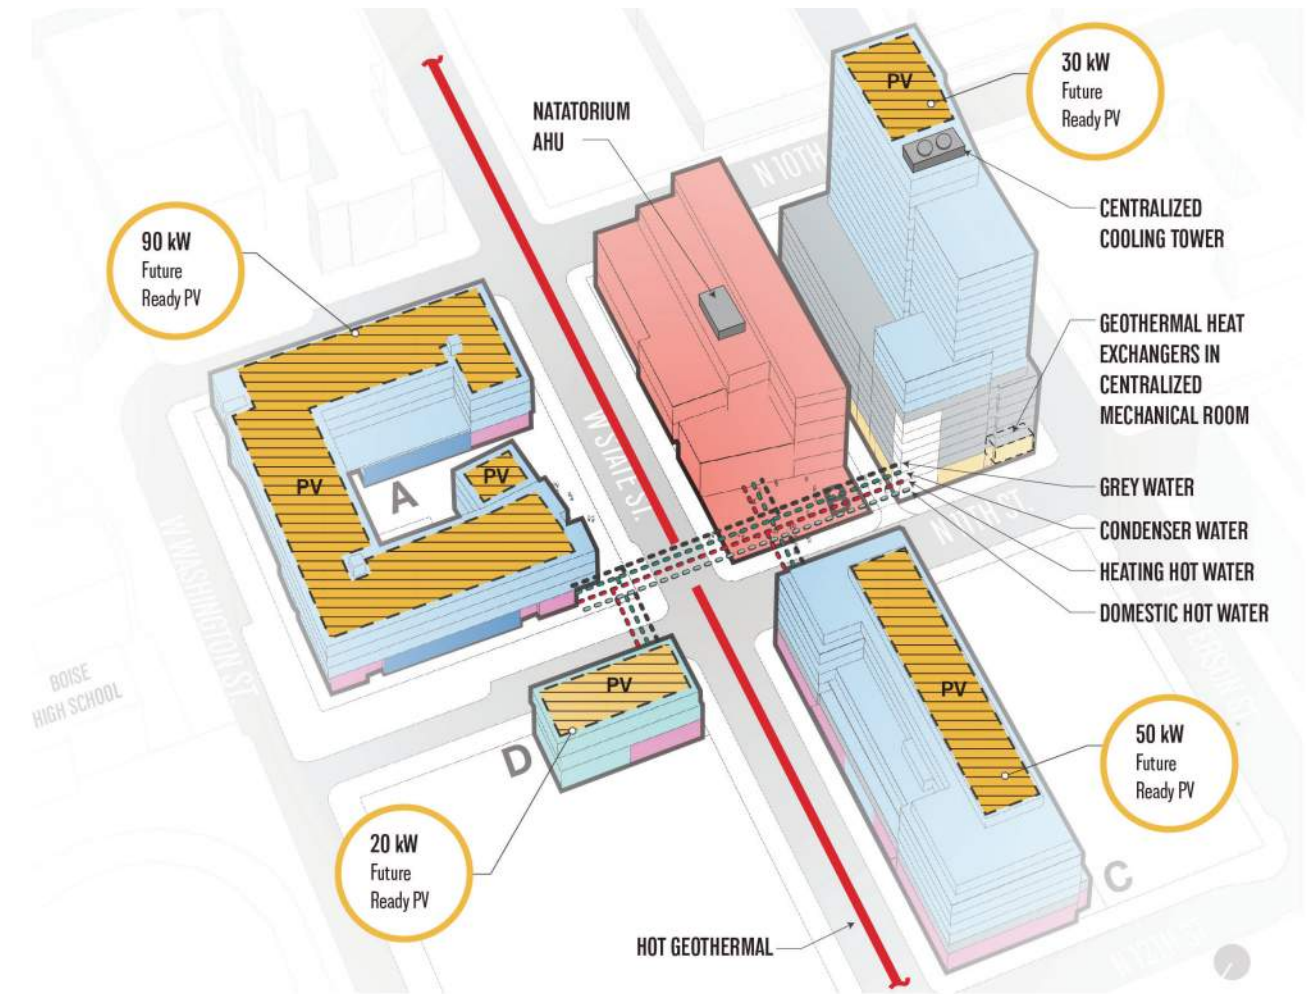 30 kW
Future
Ready PV
PV
NATATORIUM
AHU
N 10TH
CENTRALIZED
COOLING TOWER
90 kW
Future
Ready PV
GEOTHERMAL HEAT
EXCHANGERS IN
CENTRALIZED
MECHANICAL ROOM
W STATE ST.
PV
PV
A
B
GREY WATER
N 11TH ST
CONDENSER WATER
HEATING HOT WATER
DOMESTIC HOT WATER
W WASHINGTON ST
BOISE
HIGH SCHOOL
PV
PV
D
50 kW
Future
Ready PV
20 kW
Future
Ready PV
C
HOT GEOTHERMAL
N 12TH ST